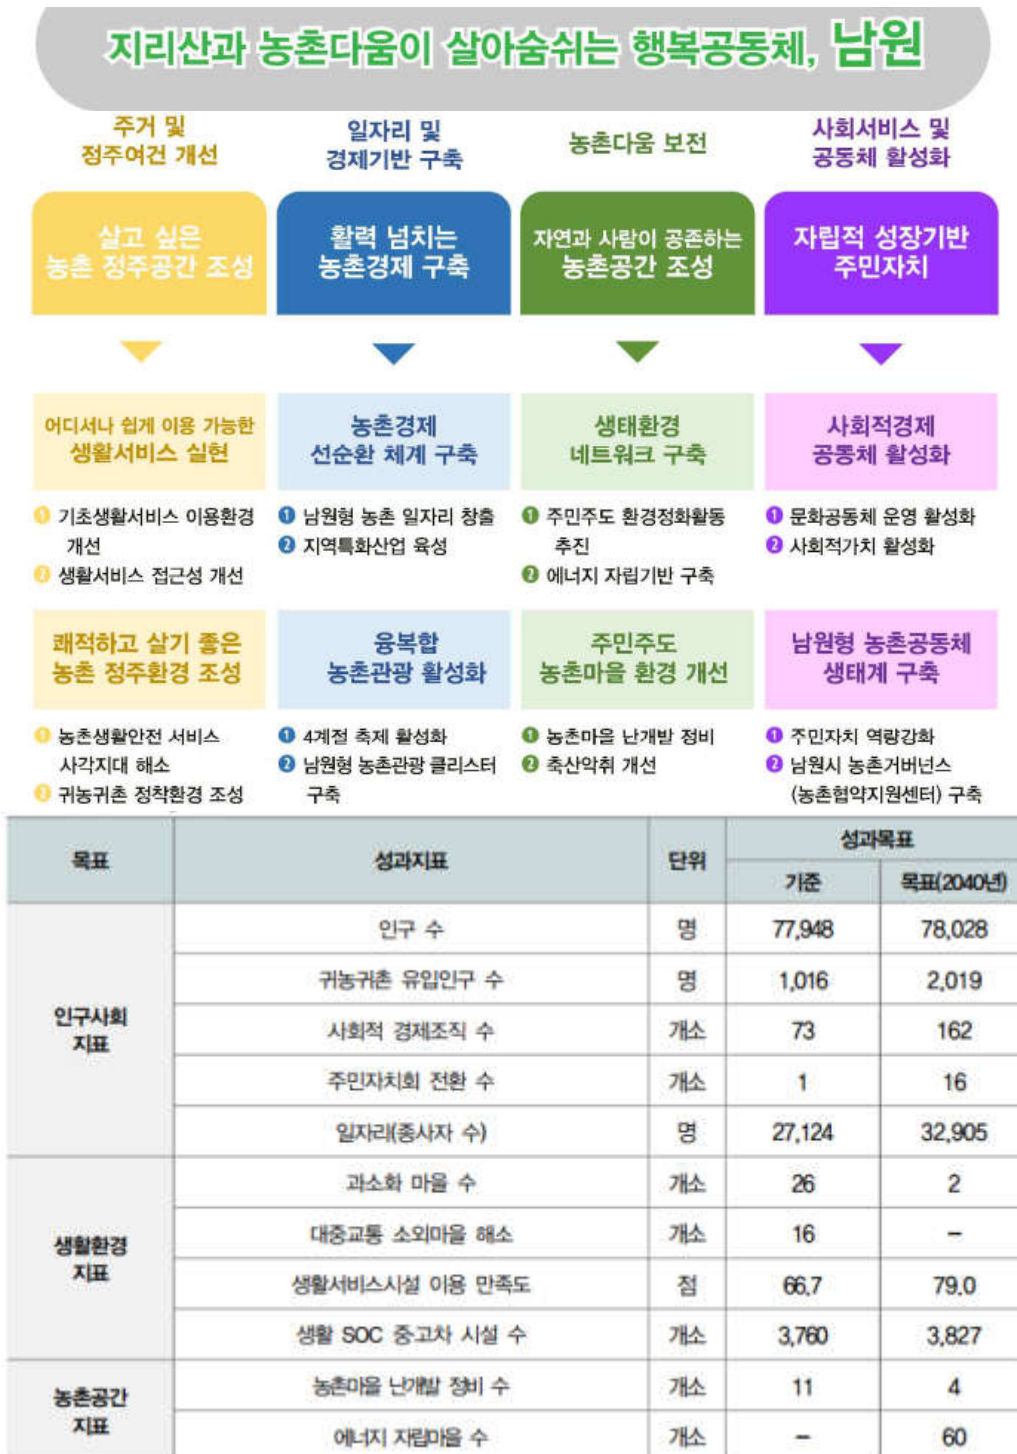 지리산과 농촌다움이 살아숨쉬는 행복공동체, 남원
주거 및
정주여건 개선
일자리 및
경제기반 구축
농촌다움 보전
사회서비스 및
공동체 활성화
살고 싶은
농촌 정주공간 조성
활력 넘치는
농촌경제 구축
자연과 사람이 공존하는
농촌공간 조성
자립적 성장기반
주민자치
어디서나 쉽게 이용 가능한
생활서비스 실현
농촌경제
선순환 체계 구축
생태환경
네트워크 구축
사회적경제
공동체 활성화
❶ 기초생활서비스 이용환경
개선
❷ 생활서비스 접근성 개선
❶ 남원형 농촌 일자리 창출
❷ 지역특화산업 육성
❶ 주민주도 환경정화활동
추진
❷ 에너지 자립기반 구축
❶ 문화공동체 운영 활성화
❷ 사회적가치 활성화
쾌적하고 살기 좋은
농촌 정주환경 조성
융복합
농촌관광 활성화
주민주도
농촌마을 환경 개선
남원형 농촌공동체
생태계 구축
❶ 농촌생활안전 서비스
사각지대 해소
❷ 귀농귀촌 정착환경 조성
❶ 4계절 축제 활성화
❷ 남원형 농촌관광 클리스터
구축
❶ 농촌마을 난개발 정비
❷ 축산악취 개선
❶ 주민자치 역량강화
❷ 남원시 농촌거버넌스
(농촌협약지원센터) 구축
목표 성과지표 단위 성과목표
기준 목표(2040년)
인구사회
지표
인구 수 명 77,948 78,028
귀농귀촌 유입인구 수 명 1,016 2,019
사회적 경제조직 수 개소 73 162
주민자치회 전환 수 개소 1 16
일자리(종사자 수) 명 27,124 32,905
생활환경
지표
과소화 마을 수 개소 26 2
대중교통 소외마을 해소 개소 16 –
생활서비스시설 이용 만족도 점 66.7 79.0
생활 SOC 중고차 시설 수 개소 3,760 3,827
농촌공간
지표
농촌마을 난개발 정비 수 개소 11 4
에너지 자립마을 수 개소 – 60